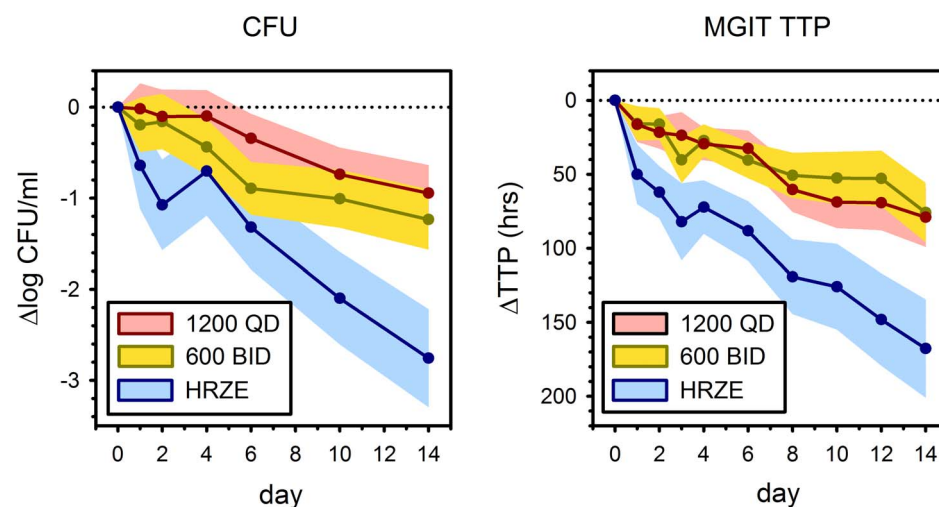 CFU
Δlog CFU/ml
0
-1
-2
-3
1200 QD
600 BID
HRZE
0 2 4 6 8 10 12 14
day
MGIT TTP
ΔTTP (hrs)
0
50
100
150
200
1200 QD
600 BID
HRZE
0 2 4 6 8 10 12 14
day